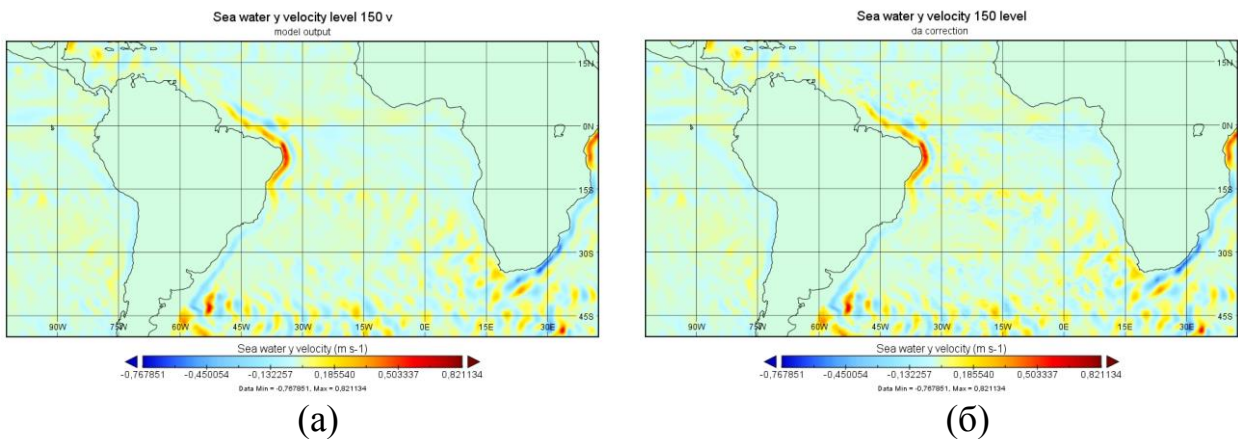 Sea water y velocity level 150 v
model output
15N
0N
15S
30S
45S
90W 75W 60W 45W 30W 15W 0E 15E 30E
Sea water y velocity (m s-1)
-0,767851 -0,450054 -0,132257 0,185540 0,503337 0,821134
Data Min = -0,767851, Max = 0,821134
(а)
Sea water y velocity 150 level
da correction
15N
0N
15S
30S
45S
90W 75W 60W 45W 30W 15W 0E 15E 30E
Sea water y velocity (m s-1)
-0,767851 -0,450054 -0,132257 0,185540 0,503337 0,821134
Data Min = -0,767851, Max = 0,821134
(б)